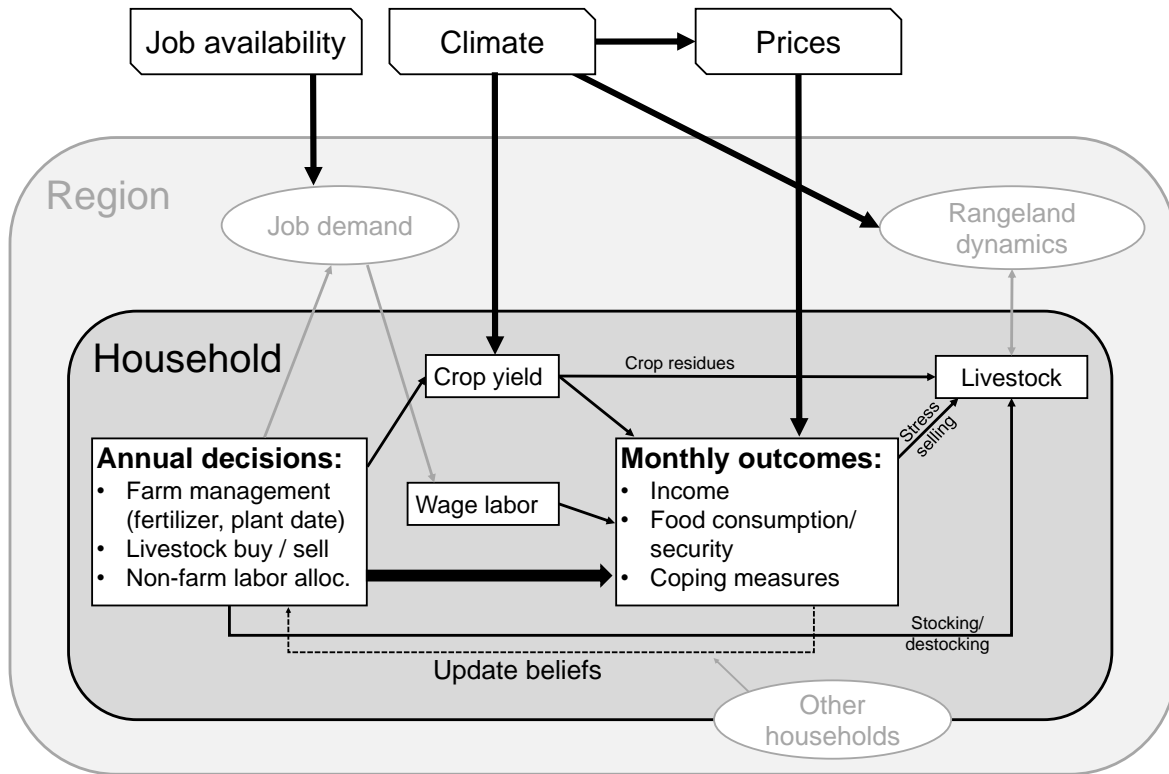 Job availability
Climate
Prices
Region
Job demand
Rangeland
dynamics
Household
Crop yield
Crop residues
Livestock
Stress
selling
Annual decisions:
• Farm management
(fertilizer, plant date)
• Livestock buy / sell
• Non-farm labor alloc.
Wage labor
Monthly outcomes:
• Income
• Food consumption/
security
• Coping measures
Stocking/
destocking
Update beliefs
Other
households